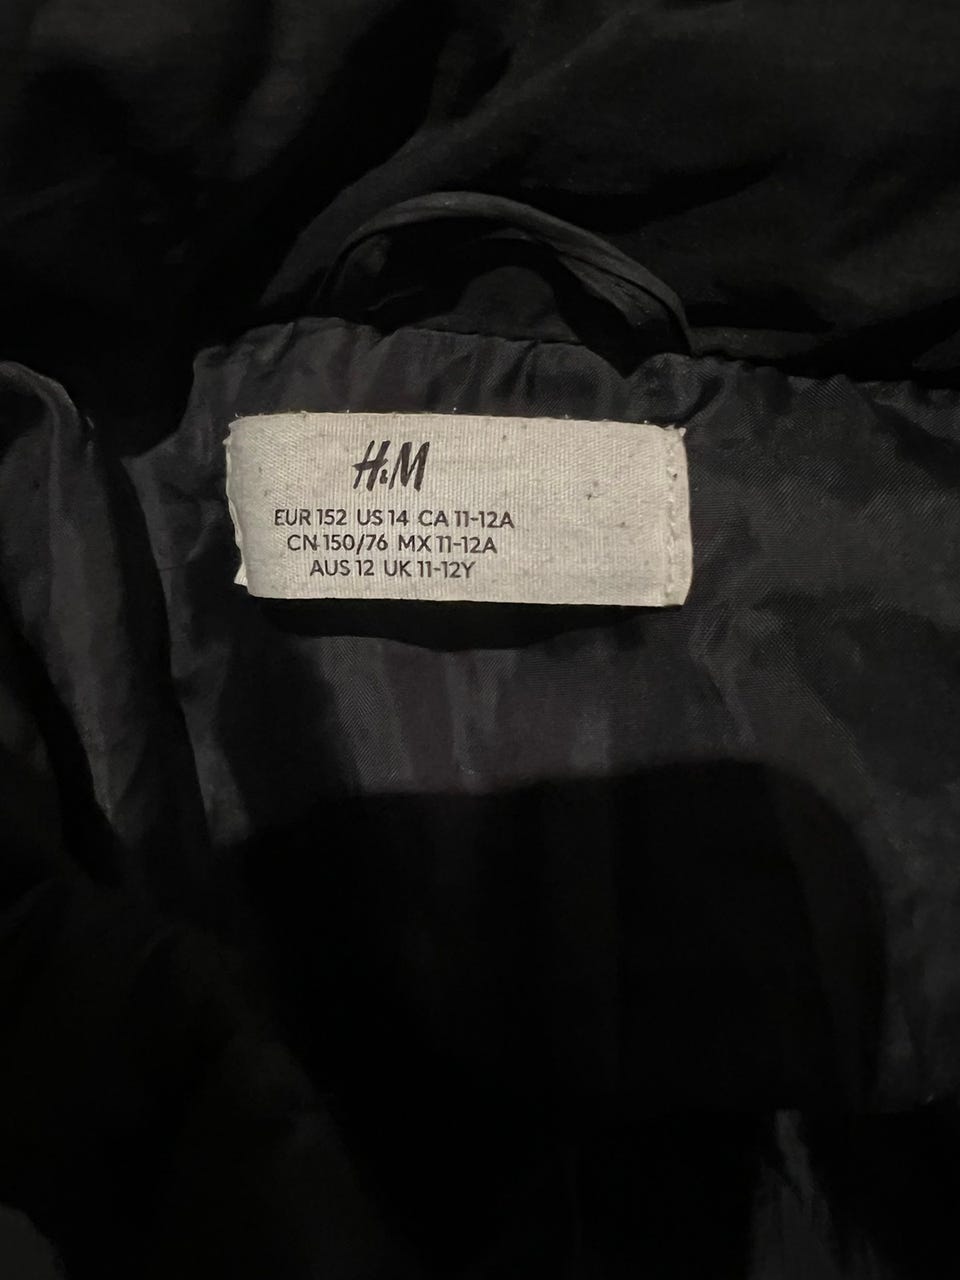 H&M
EUR 152 US 14 CA 11-12A
CN 150/76 MX 11-12A
AUS 12 UK 11-12Y